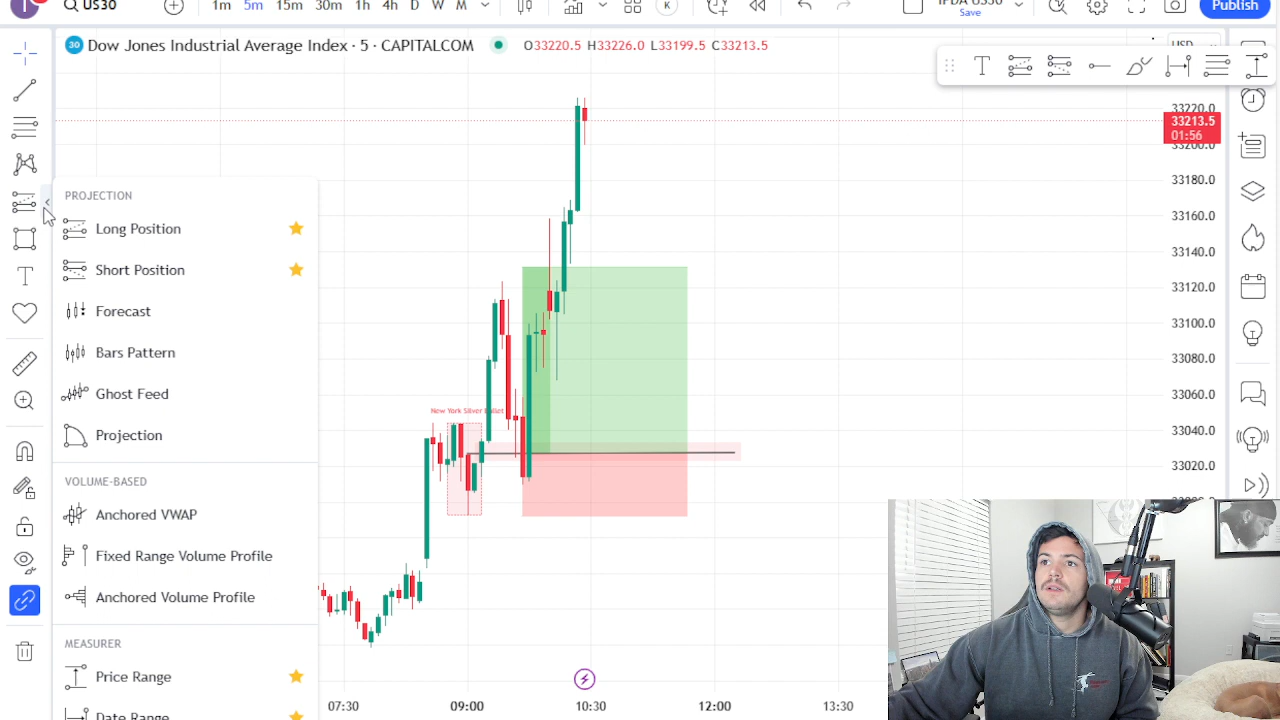 US30 1m 5m 15m 30m 1h 4h D W M K Save Publish
30 Dow Jones Industrial Average Index · 5 · CAPITALCOM O33220.5 H33226.0 L33199.5 C33213.5
33220.0
33213.5
01:56
33200.0
33180.0
33160.0
33140.0
33120.0
33100.0
33080.0
33060.0
33040.0
33020.0
PROJECTION
Long Position
Short Position
Forecast
Bars Pattern
Ghost Feed
Projection
VOLUME-BASED
Anchored VWAP
Fixed Range Volume Profile
Anchored Volume Profile
MEASURER
Price Range
Date Range
New York Silver Bullet
07:30 09:00 10:30 12:00 13:30